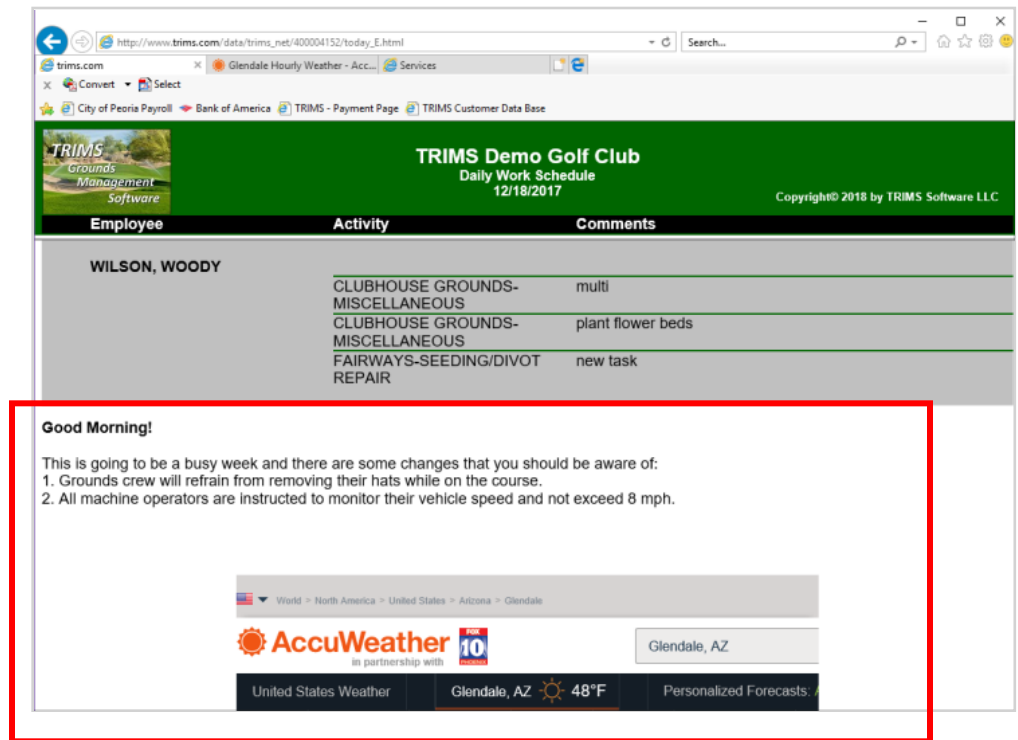 http://www.trims.com/data/trims_net/400004152/today_E.html
Search...
trims.com
Glendale Hourly Weather - Acc...
Services
Convert
Select
City of Peoria Payroll
Bank of America
TRIMS - Payment Page
TRIMS Customer Data Base
TRIMS
Grounds
Management
Software
TRIMS Demo Golf Club
Daily Work Schedule
12/18/2017
Copyright© 2018 by TRIMS Software LLC
Employee Activity Comments
WILSON, WOODY
CLUBHOUSE GROUNDS- multi
MISCELLANEOUS
CLUBHOUSE GROUNDS- plant flower beds
MISCELLANEOUS
FAIRWAYS-SEEDING/DIVOT new task
REPAIR
Good Morning!
This is going to be a busy week and there are some changes that you should be aware of:
1. Grounds crew will refrain from removing their hats while on the course.
2. All machine operators are instructed to monitor their vehicle speed and not exceed 8 mph.
World > North America > United States > Arizona > Glendale
AccuWeather
in partnership with
FOX
10
PHOENIX
Glendale, AZ
United States Weather
Glendale, AZ 48°F
Personalized Forecasts: